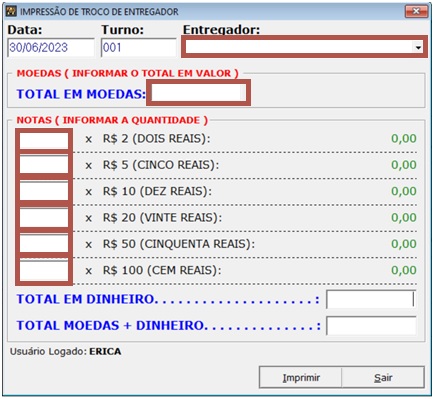 IMPRESSÃO DE TROCO DE ENTREGADOR
Data: Turno: Entregador:
30/06/2023 001
MOEDAS ( INFORMAR O TOTAL EM VALOR )
TOTAL EM MOEDAS:
NOTAS ( INFORMAR A QUANTIDADE )
x R$ 2 (DOIS REAIS): 0,00
x R$ 5 (CINCO REAIS): 0,00
x R$ 10 (DEZ REAIS): 0,00
x R$ 20 (VINTE REAIS): 0,00
x R$ 50 (CINQUENTA REAIS): 0,00
x R$ 100 (CEM REAIS): 0,00
TOTAL EM DINHEIRO. . . . . . . . . . . . . . . . . . . . :
TOTAL MOEDAS + DINHEIRO. . . . . . . . . . . . . . :
Usuário Logado: ERICA
Imprimir Sair